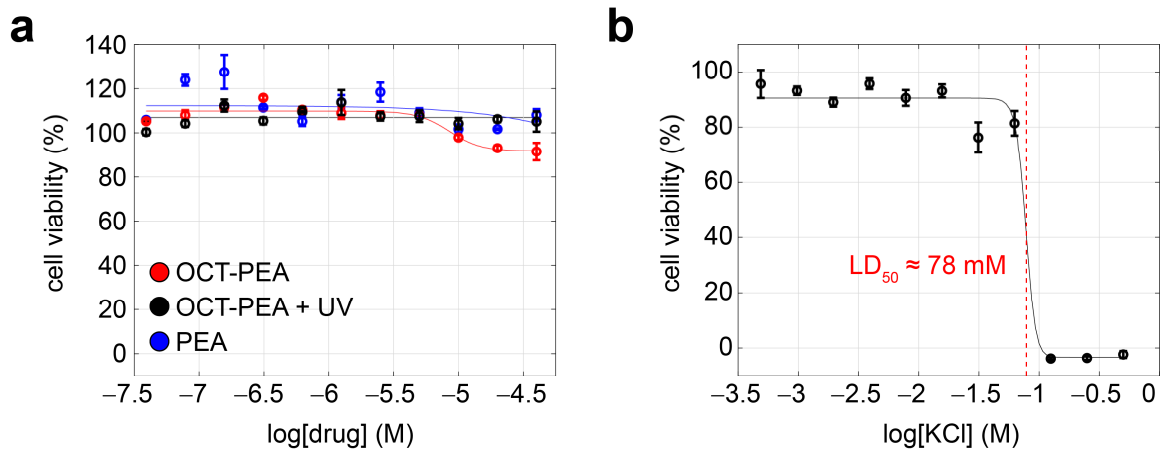 a
140
120
100
80
60
40
20
0
cell viability (%)
OCT-PEA
OCT-PEA + UV
PEA
−7.5 −7 −6.5 −6 −5.5 −5 −4.5
log[drug] (M)
b
100
80
60
40
20
0
cell viability (%)
LD50 ≈ 78 mM
−3.5 −3 −2.5 −2 −1.5 −1 −0.5 0
log[KCl] (M)